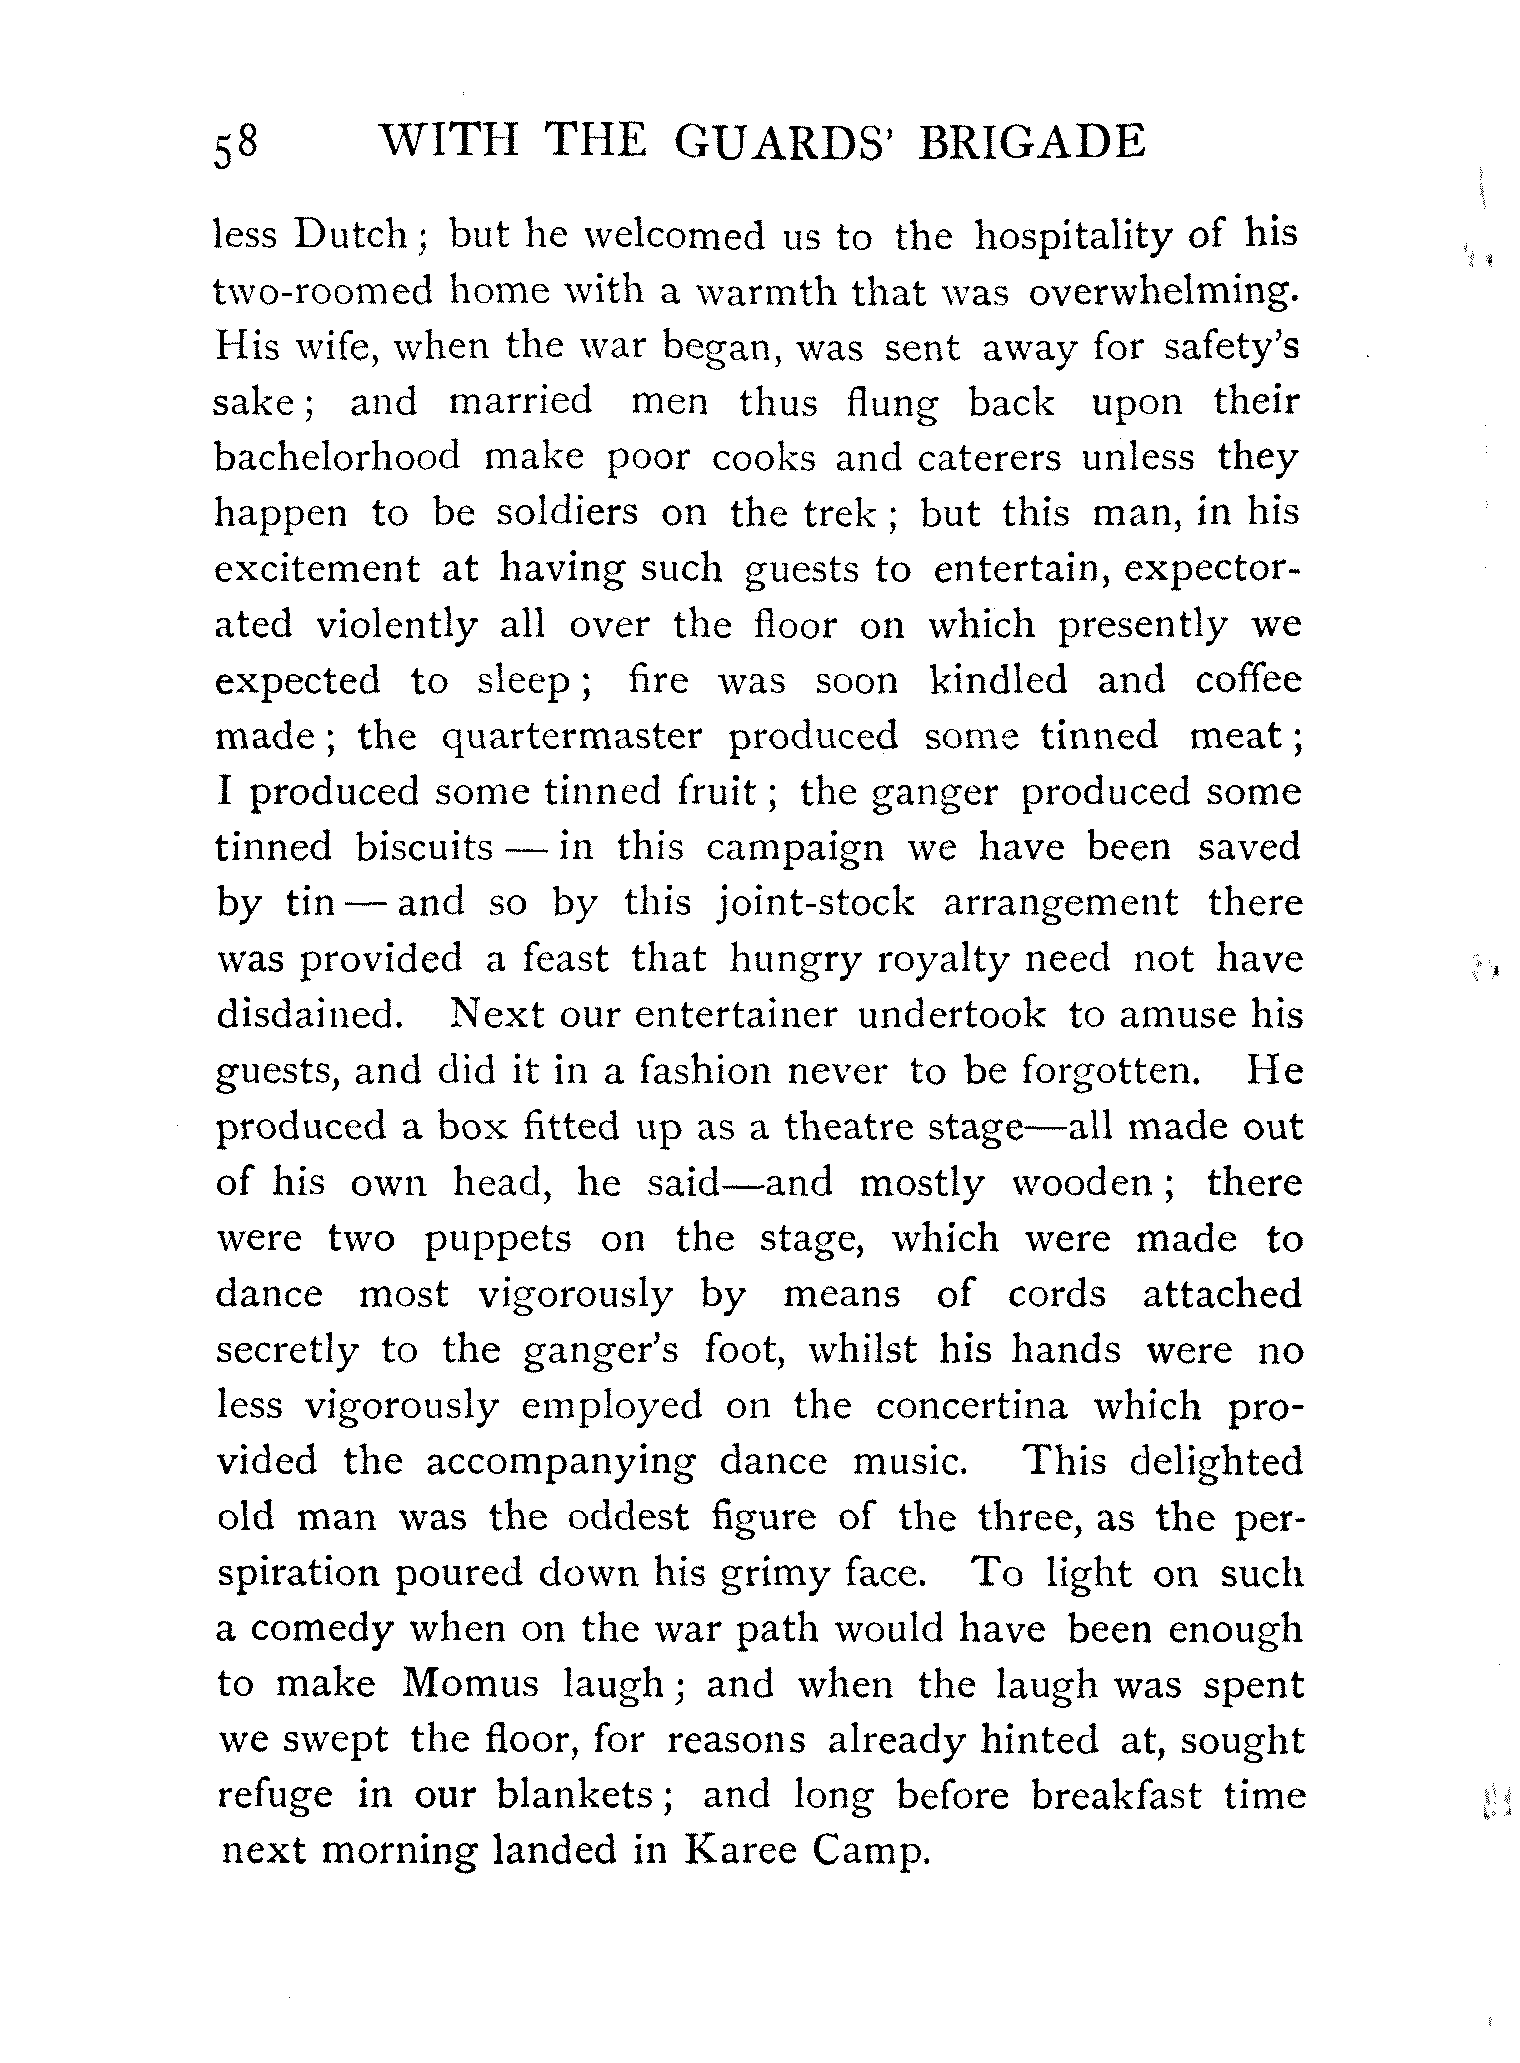 58 WITH THE GUARDS' BRIGADE
less Dutch ; but he welcomed us to the hospitality of his
two-roomed home with a warmth that was overwhelming.
His wife, when the war began, was sent away for safety's
sake ; and married men thus flung back upon their
bachelorhood make poor cooks and caterers unless they
happen to be soldiers on the trek ; but this man, in his
excitement at having such guests to entertain, expector-
ated violently all over the floor on which presently we
expected to sleep ; fire was soon kindled and coffee
made ; the quartermaster produced some tinned meat ;
I produced some tinned fruit ; the ganger produced some
tinned biscuits — in this campaign we have been saved
by tin — and so by this joint-stock arrangement there
was provided a feast that hungry royalty need not have
disdained. Next our entertainer undertook to amuse his
guests, and did it in a fashion never to be forgotten. He
produced a box fitted up as a theatre stage—all made out
of his own head, he said—and mostly wooden ; there
were two puppets on the stage, which were made to
dance most vigorously by means of cords attached
secretly to the ganger's foot, whilst his hands were no
less vigorously employed on the concertina which pro-
vided the accompanying dance music. This delighted
old man was the oddest figure of the three, as the per-
spiration poured down his grimy face. To light on such
a comedy when on the war path would have been enough
to make Momus laugh ; and when the laugh was spent
we swept the floor, for reasons already hinted at, sought
refuge in our blankets ; and long before breakfast time
next morning landed in Karee Camp.